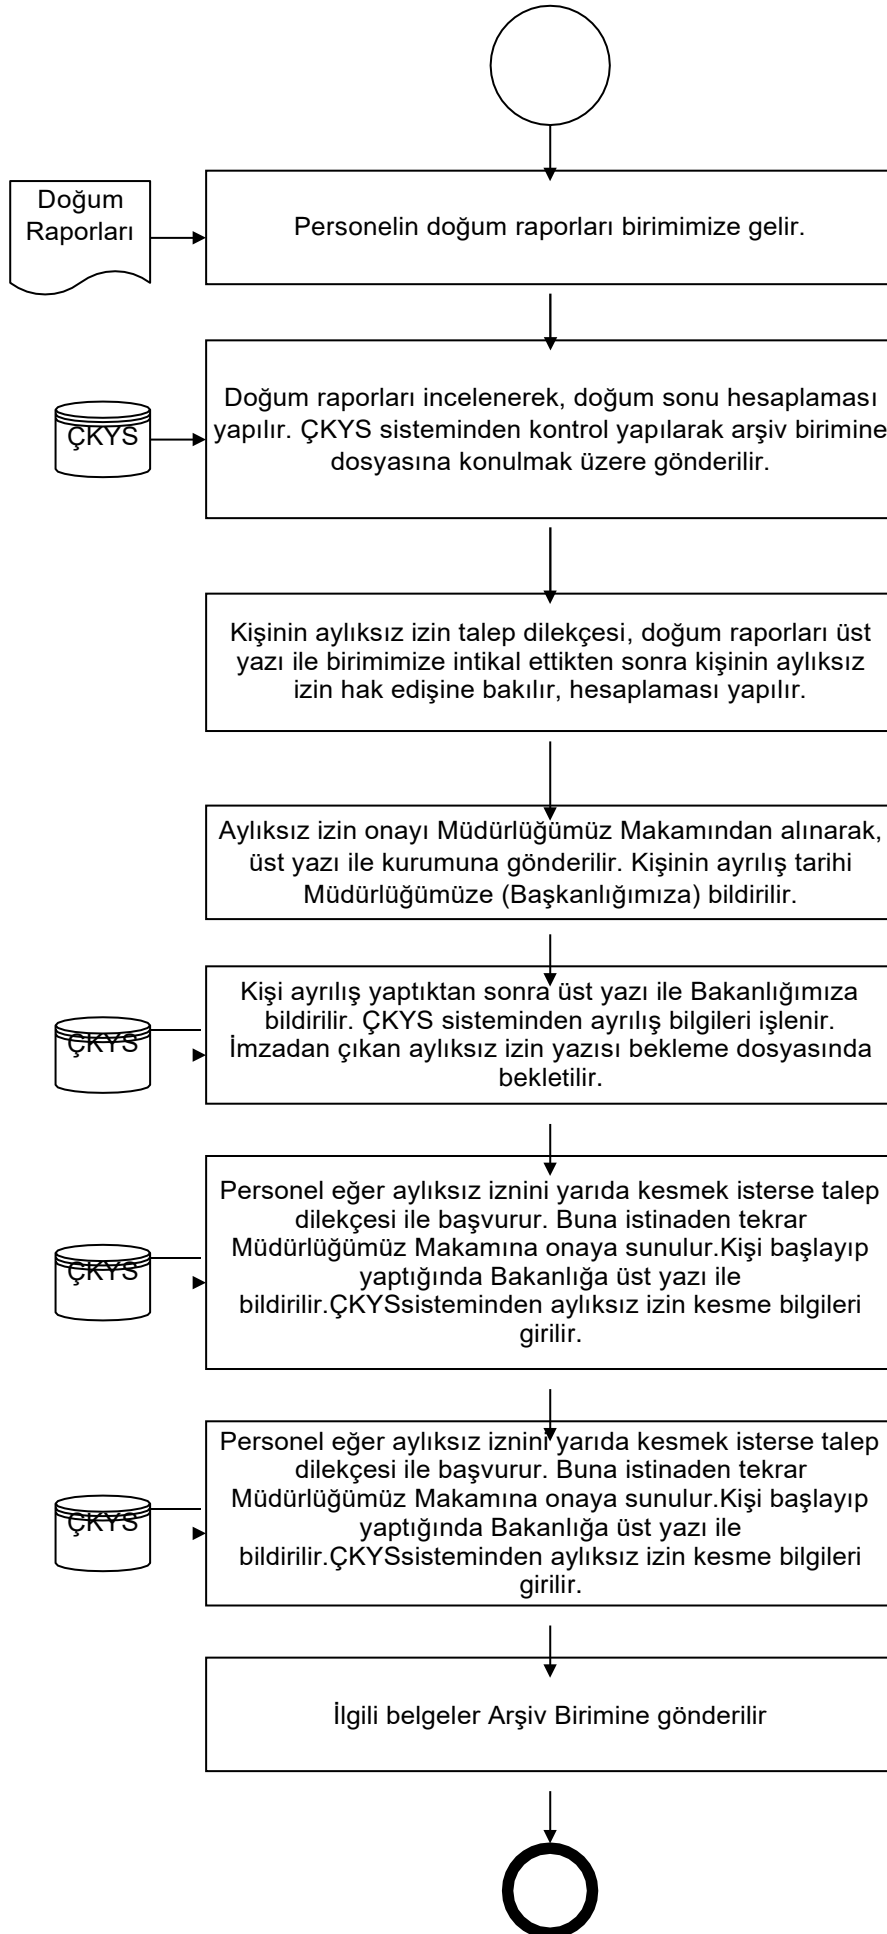 Doğum
Raporları
Personelin doğum raporları birimimize gelir.
ÇKYS
Doğum raporları incelenerek, doğum sonu hesaplaması
yapılır. ÇKYS sisteminden kontrol yapılarak arşiv birimine
dosyasına konulmak üzere gönderilir.
Kişinin aylıksız izin talep dilekçesi, doğum raporları üst
yazı ile birimimize intikal ettikten sonra kişinin aylıksız
izin hak edişine bakılır, hesaplaması yapılır.
Aylıksız izin onayı Müdürlüğümüz Makamından alınarak,
üst yazı ile kurumuna gönderilir. Kişinin ayrılış tarihi
Müdürlüğümüze (Başkanlığımıza) bildirilir.
ÇKYS
Kişi ayrılış yaptıktan sonra üst yazı ile Bakanlığımıza
bildirilir. ÇKYS sisteminden ayrılış bilgileri işlenir.
İmzadan çıkan aylıksız izin yazısı bekleme dosyasında
bekletilir.
ÇKYS
Personel eğer aylıksız iznini yarıda kesmek isterse talep
dilekçesi ile başvurur. Buna istinaden tekrar
Müdürlüğümüz Makamına onaya sunulur.Kişi başlayıp
yaptığında Bakanlığa üst yazı ile
bildirilir.ÇKYSsisteminden aylıksız izin kesme bilgileri
girilir.
ÇKYS
Personel eğer aylıksız iznini yarıda kesmek isterse talep
dilekçesi ile başvurur. Buna istinaden tekrar
Müdürlüğümüz Makamına onaya sunulur.Kişi başlayıp
yaptığında Bakanlığa üst yazı ile
bildirilir.ÇKYSsisteminden aylıksız izin kesme bilgileri
girilir.
İlgili belgeler Arşiv Birimine gönderilir